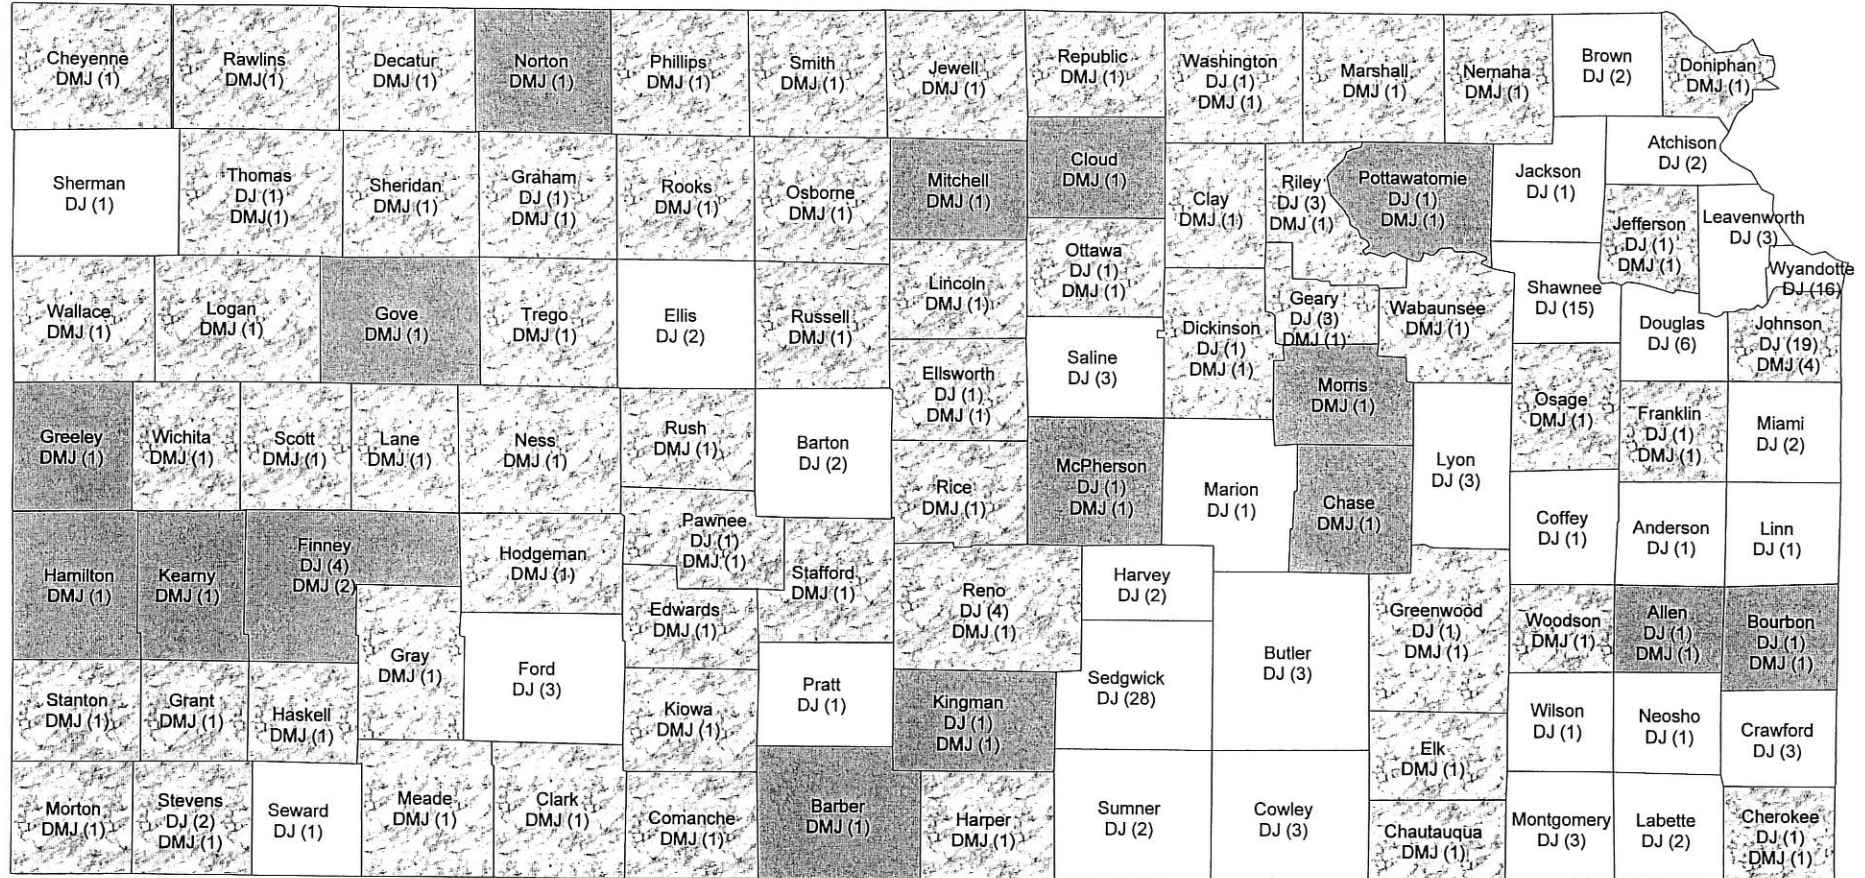 Cheyenne
DMJ (1)
Rawlins
DMJ(1)
Decatur
DMJ (1)
Norton
DMJ (1)
Phillips
DMJ (1)
Smith
DMJ (1)
Jewell
DMJ (1)
Republic
DMJ (1)
Washington
DJ (1)
DMJ (1)
Marshall
DMJ (1)
Nemaha
DMJ (1)
Brown
DJ (2)
Doniphan
DMJ (1)
Sherman
DJ (1)
Thomas
DJ (1)
DMJ(1)
Sheridan
DMJ (1)
Graham
DJ (1)
DMJ (1)
Rooks
DMJ (1)
Osborne
DMJ (1)
Mitchell
DMJ (1)
Cloud
DMJ (1)
Clay
DMJ (1)
Riley
DJ (3)
DMJ (1)
Pottawatomie
DJ (1)
DMJ (1)
Jackson
DJ (1)
Atchison
DJ (2)
Jefferson
DJ (1)
DMJ (1)
Leavenworth
DJ (3)
Wyandotte
DJ (16)
Wallace
DMJ (1)
Logan
DMJ (1)
Gove
DMJ (1)
Trego
DMJ (1)
Ellis
DJ (2)
Russell
DMJ (1)
Lincoln
DMJ (1)
Ottawa
DJ (1)
DMJ (1)
Saline
DJ (3)
Dickinson
DJ (1)
DMJ (1)
Geary
DJ (3)
DMJ (1)
Wabaunsee
DMJ (1)
Shawnee
DJ (15)
Douglas
DJ (6)
Johnson
DJ (19)
DMJ (4)
Ellsworth
DJ (1)
DMJ (1)
Morris
DMJ (1)
Osage
DMJ (1)
Franklin
DJ (1)
DMJ (1)
Miami
DJ (2)
Greeley
DMJ (1)
Wichita
DMJ (1)
Scott
DMJ (1)
Lane
DMJ (1)
Ness
DMJ (1)
Rush
DMJ (1)
Barton
DJ (2)
Rice
DMJ (1)
McPherson
DJ (1)
DMJ (1)
Marion
DJ (1)
Chase
DMJ (1)
Lyon
DJ (3)
Coffey
DJ (1)
Anderson
DJ (1)
Linn
DJ (1)
Hamilton
DMJ (1)
Kearny
DMJ (1)
Finney
DJ (4)
DMJ (2)
Hodgeman
DMJ (1)
Pawnee
DJ (1)
DMJ (1)
Stafford
DMJ (1)
Edwards
DMJ (1)
Reno
DJ (4)
DMJ (1)
Harvey
DJ (2)
Greenwood
DJ (1)
DMJ (1)
Woodson
DMJ (1)
Allen
DJ (1)
DMJ (1)
Bourbon
DJ (1)
DMJ (1)
Gray
DMJ (1)
Ford
DJ (3)
Pratt
DJ (1)
Sedgwick
DJ (28)
Butler
DJ (3)
Stanton
DMJ (1)
Grant
DMJ (1)
Haskell
DMJ (1)
Kiowa
DMJ (1)
Kingman
DJ (1)
DMJ (1)
Elk
DMJ (1)
Wilson
DJ (1)
Neosho
DJ (1)
Crawford
DJ (3)
Morton
DMJ (1)
Stevens
DJ (2)
DMJ (1)
Seward
DJ (1)
Meade
DMJ (1)
Clark
DMJ (1)
Comanche
DMJ (1)
Barber
DMJ (1)
Harper
DMJ (1)
Sumner
DJ (2)
Cowley
DJ (3)
Chautauqua
DMJ (1)
Montgomery
DJ (3)
Labette
DJ (2)
Cherokee
DJ (1)
DMJ (1)